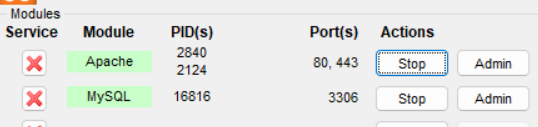 Modules
Service Module PID(s) Port(s) Actions
Apache 2840 2124 80, 443 Stop Admin
MySQL 16816 3306 Stop Admin